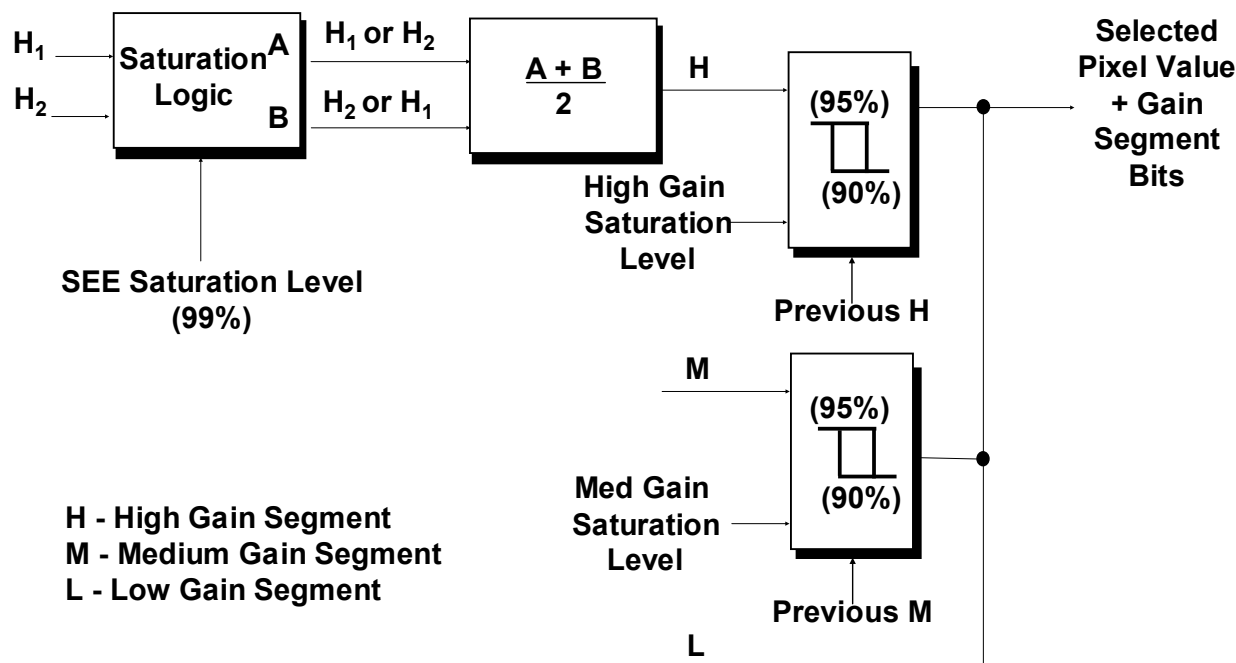 H₁
H₂
Saturation
Logic
A
B
H₁ or H₂
H₂ or H₁
A + B
2
H
(95%)
(90%)
High Gain
Saturation
Level
Previous H
Selected
Pixel Value
+ Gain
Segment
Bits
SEE Saturation Level
(99%)
M
(95%)
(90%)
Med Gain
Saturation
Level
Previous M
H - High Gain Segment
M - Medium Gain Segment
L - Low Gain Segment
L